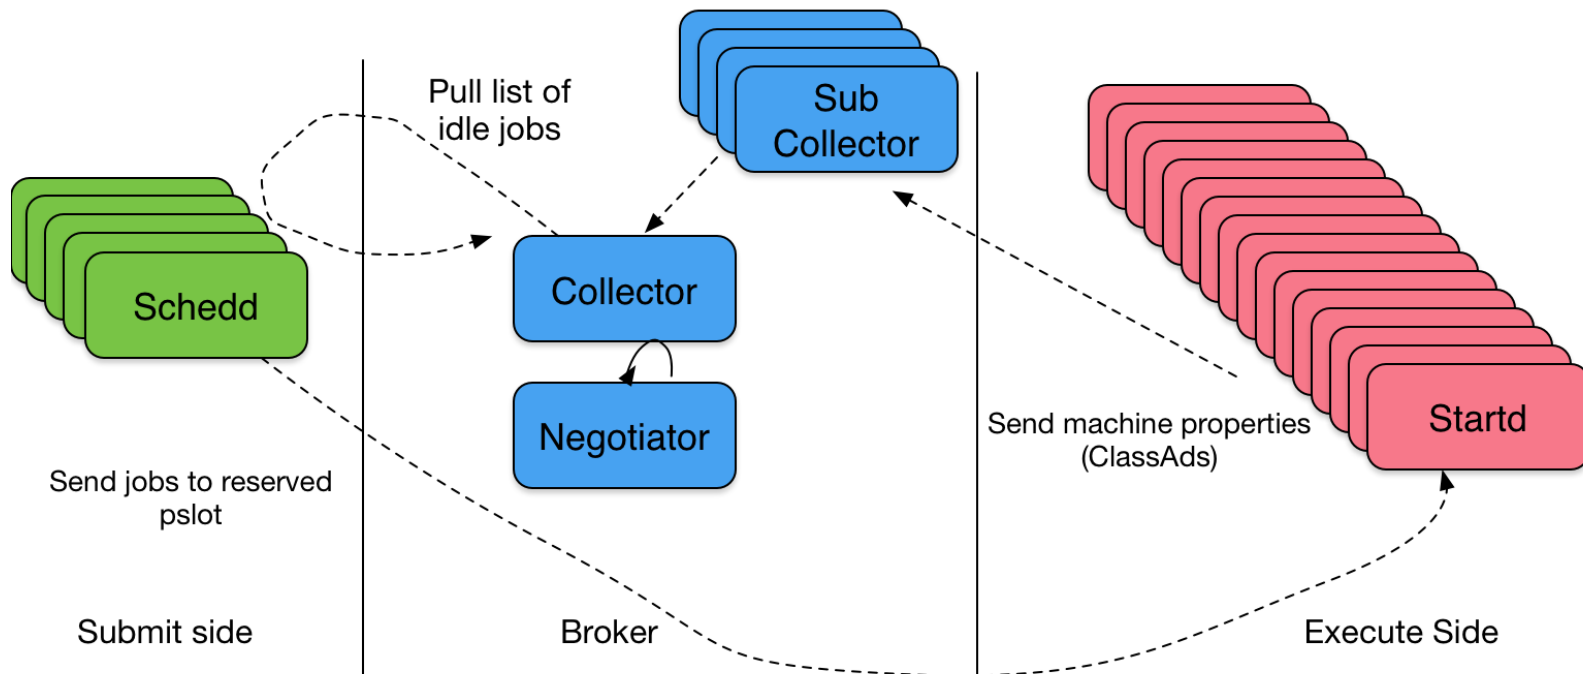 Pull list of
idle jobs
Sub
Collector
Schedd
Collector
Negotiator
Startd
Send machine properties
(ClassAds)
Send jobs to reserved
pslot
Submit side
Broker
Execute Side